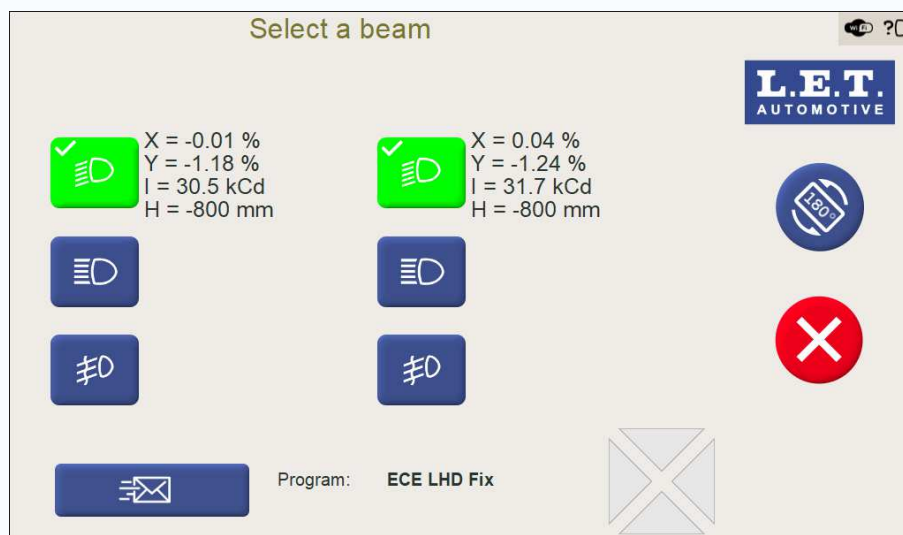 Select a beam
WiFi ?
L.E.T.
AUTOMOTIVE
X = -0.01 %
Y = -1.18 %
I = 30.5 kCd
H = -800 mm
X = 0.04 %
Y = -1.24 %
I = 31.7 kCd
H = -800 mm
180°
Program: ECE LHD Fix